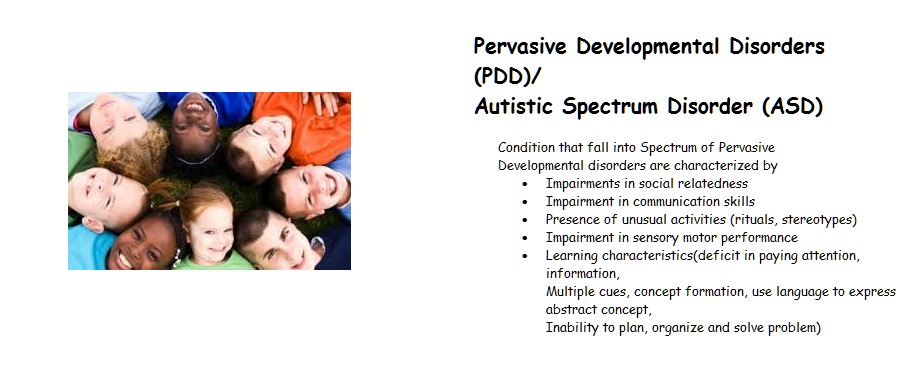 Pervasive Developmental Disorders
(PDD)/
Autistic Spectrum Disorder (ASD)
Condition that fall into Spectrum of Pervasive
Developmental disorders are characterized by
• Impairments in social relatedness
• Impairment in communication skills
• Presence of unusual activities (rituals, stereotypes)
• Impairment in sensory motor performance
• Learning characteristics(deficit in paying attention,
information,
Multiple cues, concept formation, use language to express
abstract concept,
Inability to plan, organize and solve problem)